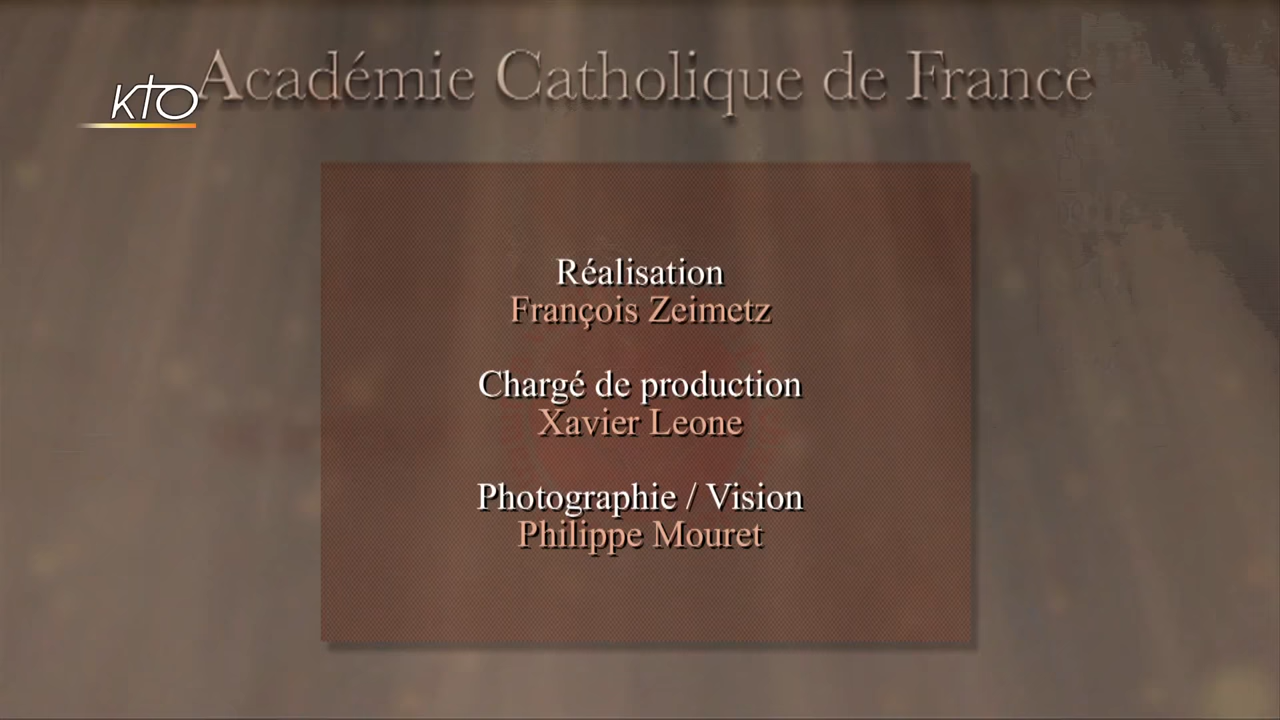 Académie Catholique de France
KTO
Réalisation
François Zeimetz
Chargé de production
Xavier Leone
Photographie / Vision
Philippe Mouret